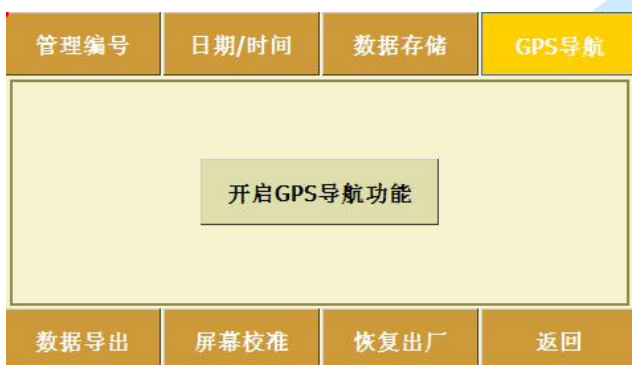 管理编号 日期/时间 数据存储 GPS导航
开启GPS导航功能
数据导出 屏幕校准 恢复出厂 返回